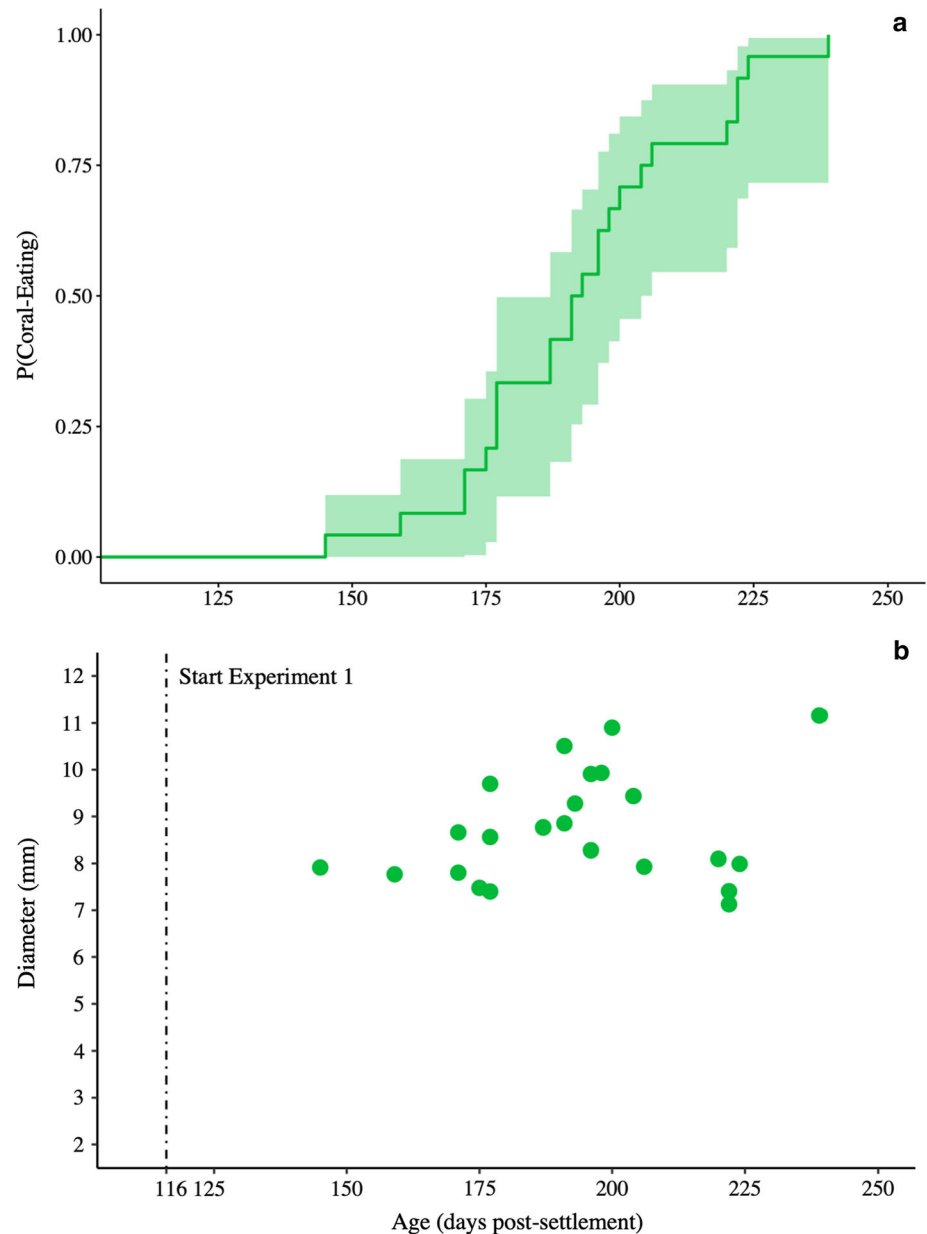 a
1.00
0.75
0.50
0.25
0.00
P(Coral-Eating)
125 150 175 200 225 250
b
Start Experiment 1
12
11
10
9
8
7
6
5
4
3
2
Diameter (mm)
116 125 150 175 200 225 250
Age (days post-settlement)